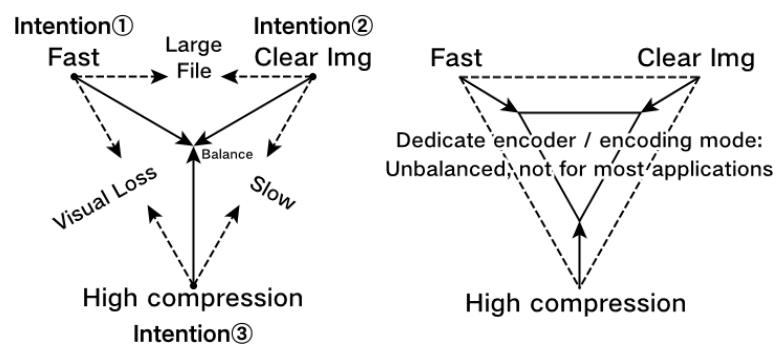 Intention①
Fast
Large
File
Intention②
Clear Img
Balance
Visual Loss
Slow
High compression
Intention③
Fast
Clear Img
Dedicate encoder / encoding mode:
Unbalanced, not for most applications
High compression